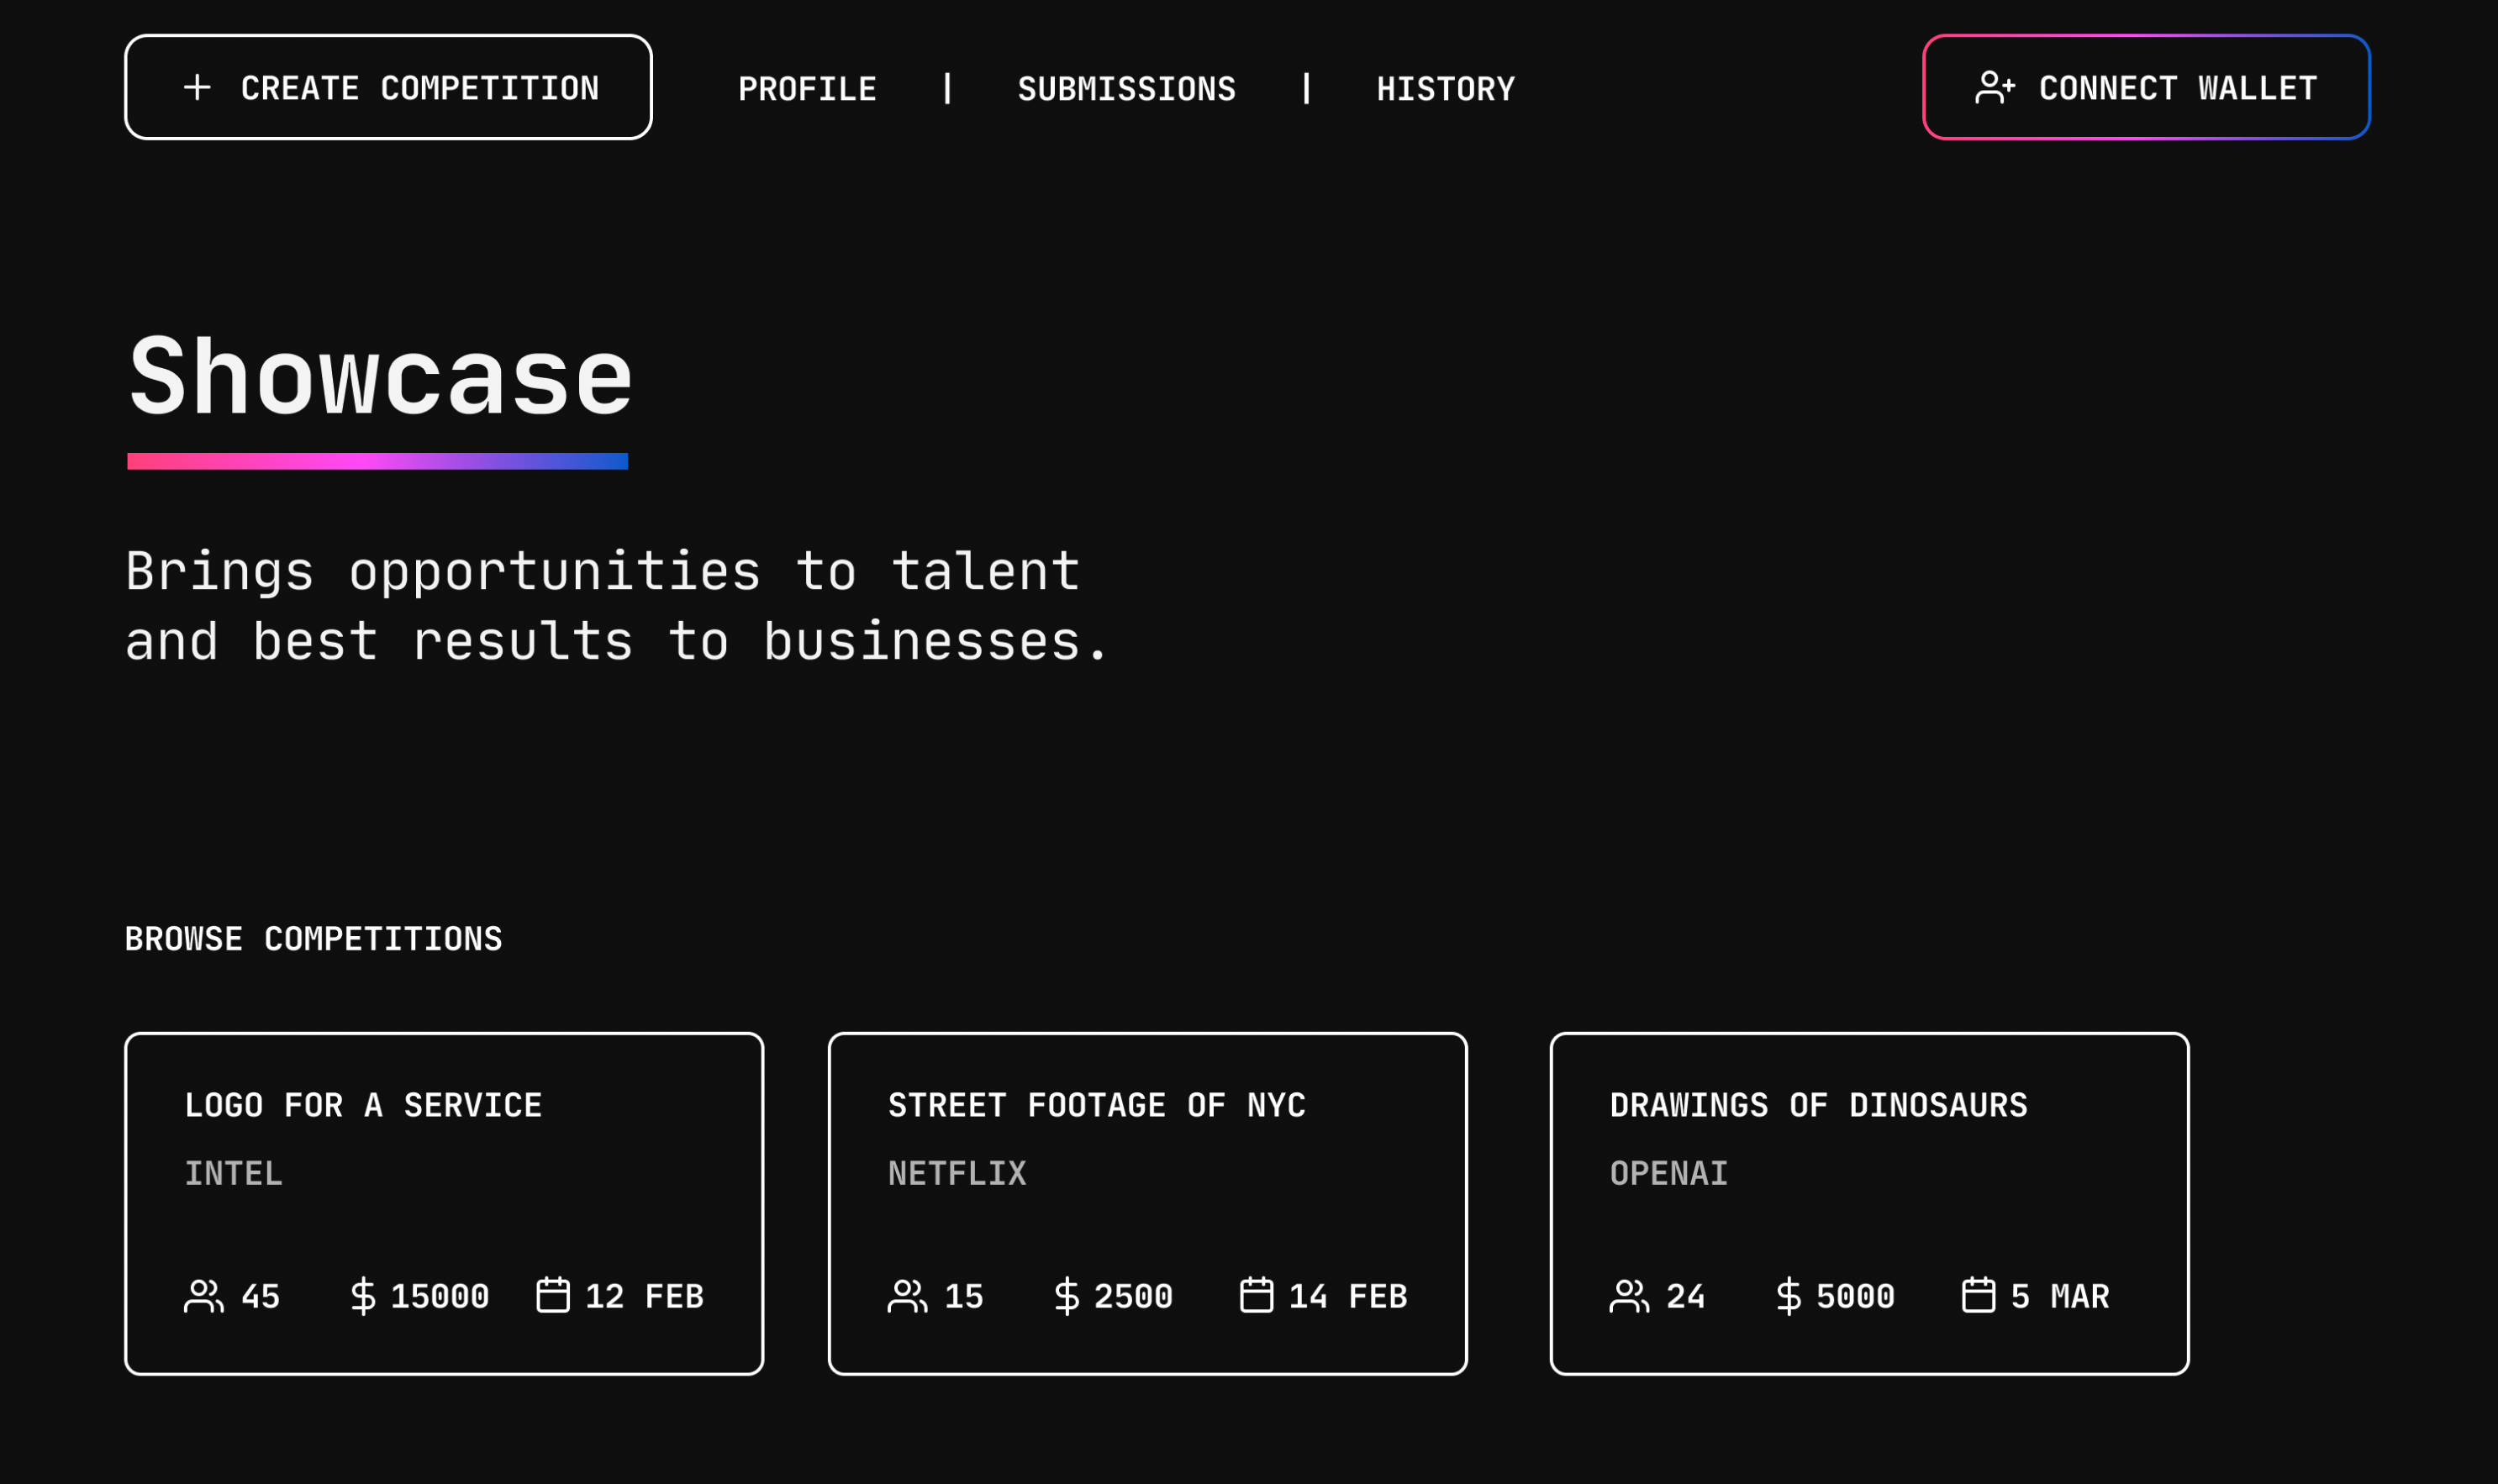 + CREATE COMPETITION
PROFILE | SUBMISSIONS | HISTORY
CONNECT WALLET
Showcase
Brings opportunities to talent
and best results to businesses.
BROWSE COMPETITIONS
LOGO FOR A SERVICE
INTEL
45 $ 15000 12 FEB
STREET FOOTAGE OF NYC
NETFLIX
15 $ 2500 14 FEB
DRAWINGS OF DINOSAURS
OPENAI
24 $ 5000 5 MAR